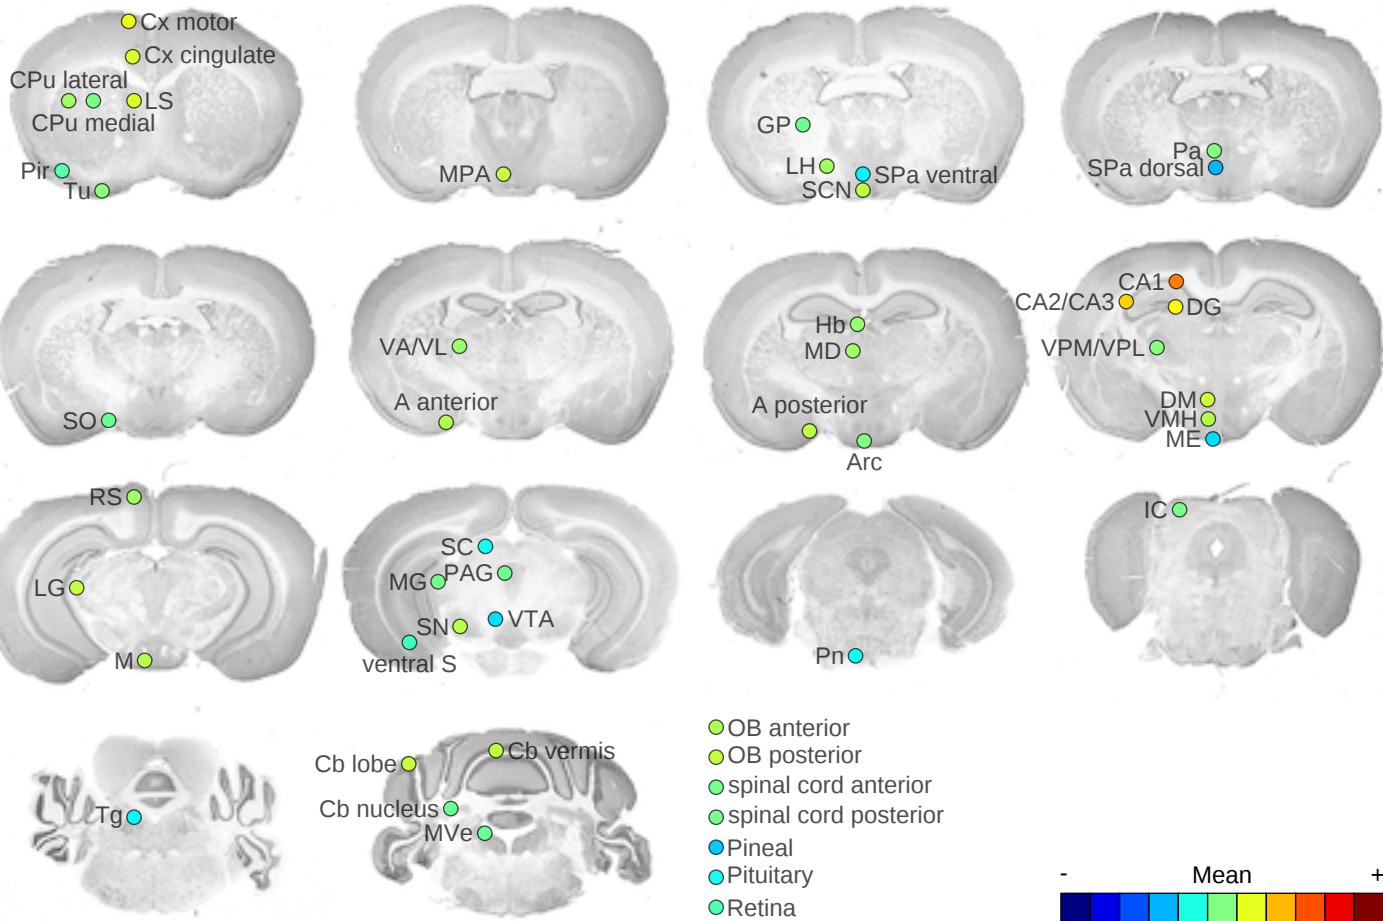 Cx motor
Cx cingulate
CPu lateral
LS
CPu medial
Pir
Tu
MPA
GP
LH
SPa ventral
SCN
Pa
SPa dorsal
SO
VA/VL
A anterior
Hb
MD
A posterior
Arc
CA1
CA2/CA3
DG
VPM/VPL
DM
VMH
ME
RS
LG
M
SC
MG
PAG
SN
VTA
ventral S
Pn
IC
Tg
Cb lobe
Cb vermis
Cb nucleus
MVe
OB anterior
OB posterior
spinal cord anterior
spinal cord posterior
Pineal
Pituitary
Retina
- Mean +